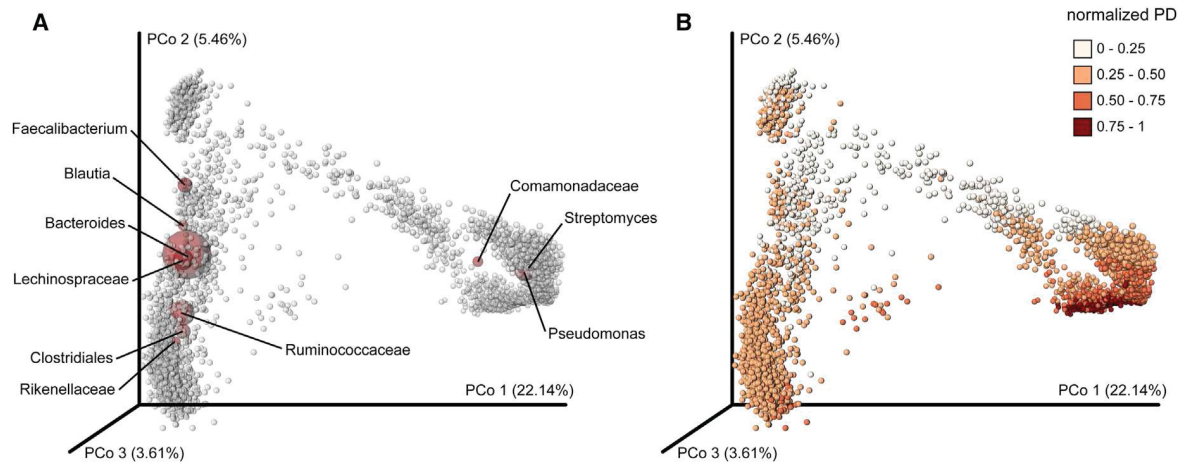 A
PCo 2 (5.46%)
Faecalibacterium
Blautia
Bacteroides
Lechinospraceae
Clostridiales
Rikenellaceae
Ruminococcaceae
Comamonadaceae
Streptomyces
Pseudomonas
PCo 1 (22.14%)
PCo 3 (3.61%)
B
PCo 2 (5.46%)
normalized PD
0 - 0.25
0.25 - 0.50
0.50 - 0.75
0.75 - 1
PCo 1 (22.14%)
PCo 3 (3.61%)